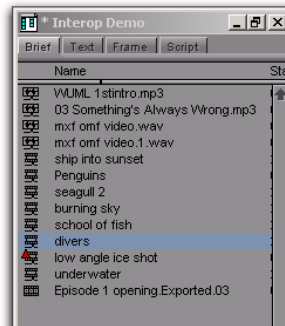 * Interop Demo
Brief Text Frame Script
Name Sta
WUML 1stintro.mp3
03 Something's Always Wrong.mp3
mxf omf video.wav
mxf omf video.1.wav
ship into sunset
Penguins
seagull 2
burning sky
school of fish
divers
low angle ice shot
underwater
Episode 1 opening.Exported.03